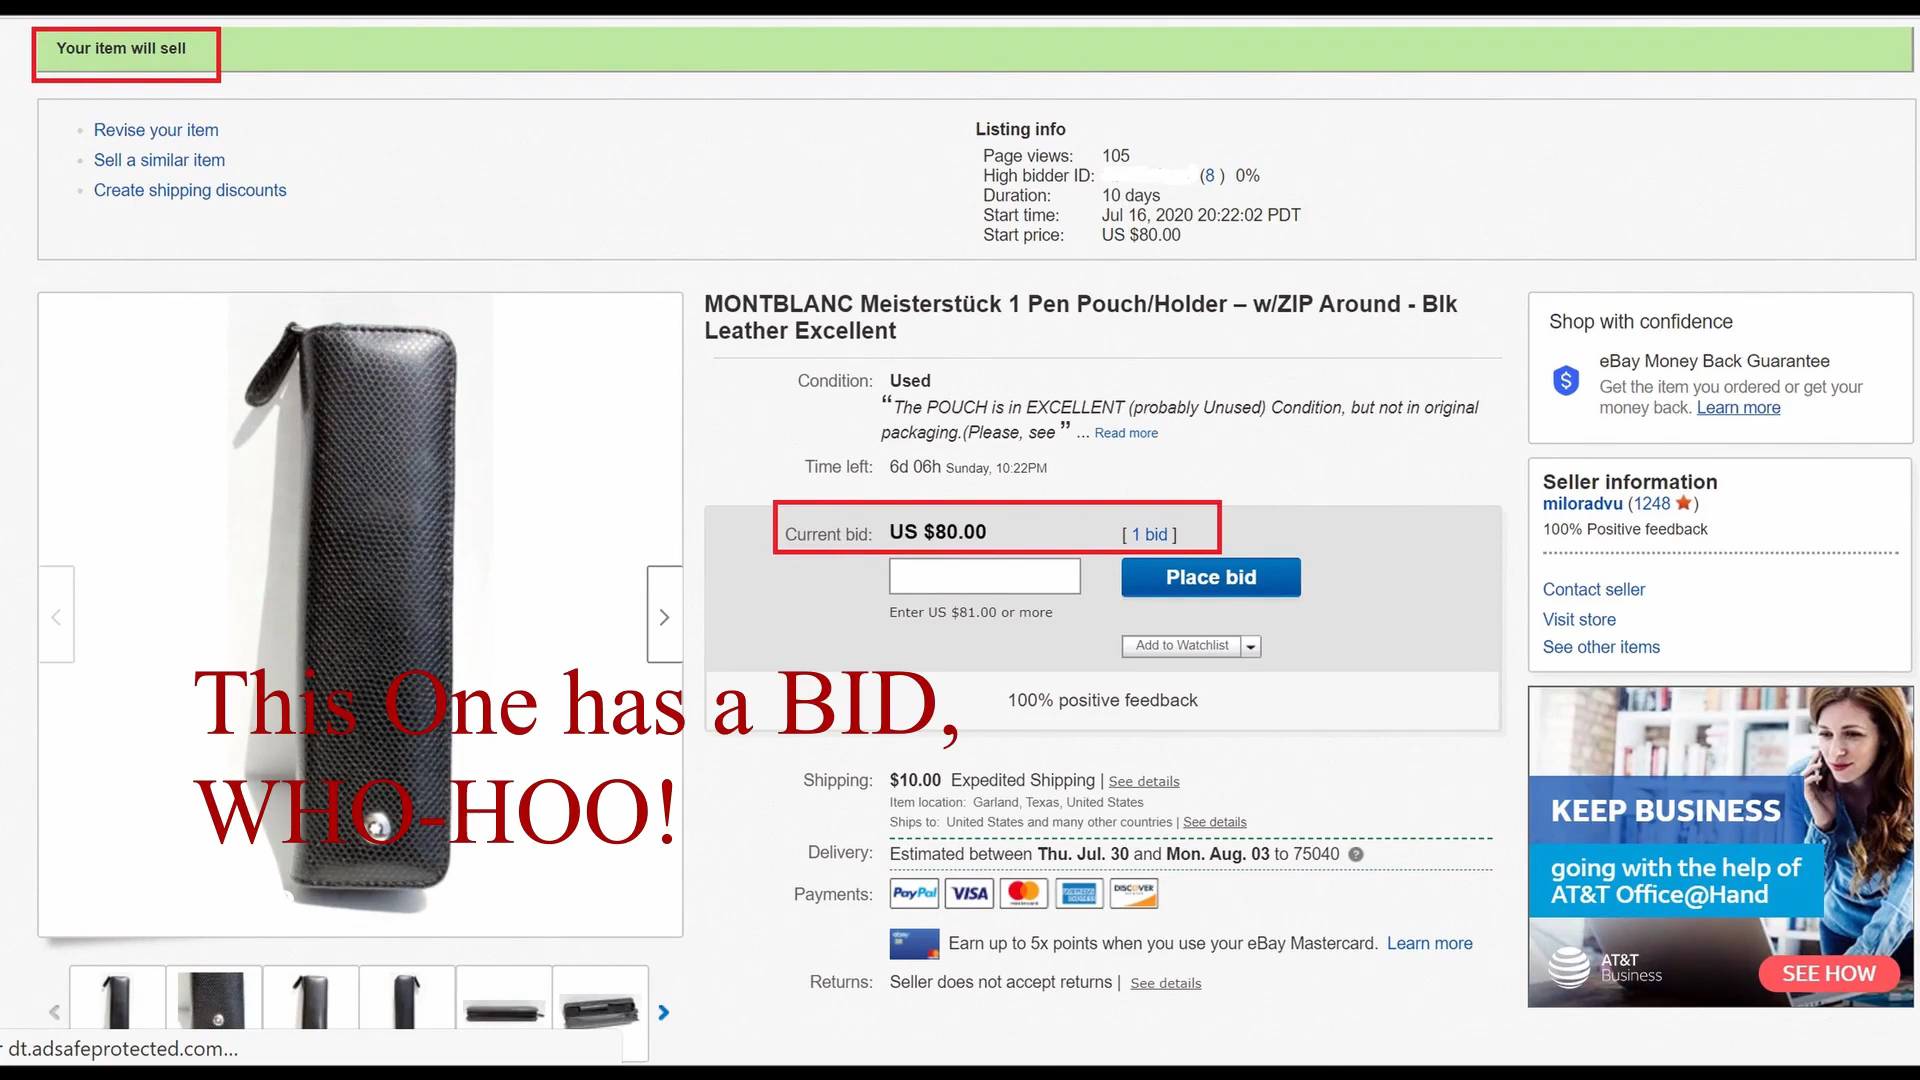 Your item will sell
Revise your item
Sell a similar item
Create shipping discounts
Listing info
Page views: 105
High bidder ID: (8 ) 0%
Duration: 10 days
Start time: Jul 16, 2020 20:22:02 PDT
Start price: US $80.00
MONTBLANC Meisterstück 1 Pen Pouch/Holder – w/ZIP Around - Blk
Leather Excellent
Condition: Used
“The POUCH is in EXCELLENT (probably Unused) Condition, but not in original
packaging.(Please, see ” ... Read more
Time left: 6d 06h Sunday, 10:22PM
Current bid: US $80.00 [ 1 bid ]
Place bid
Enter US $81.00 or more
Add to Watchlist
100% positive feedback
This One has a BID,
WHO-HOO!
Shipping: $10.00 Expedited Shipping | See details
Item location: Garland, Texas, United States
Ships to: United States and many other countries | See details
Delivery: Estimated between Thu. Jul. 30 and Mon. Aug. 03 to 75040 ?
Payments: PayPal VISA DISCOVER
Earn up to 5x points when you use your eBay Mastercard. Learn more
Returns: Seller does not accept returns | See details
Shop with confidence
$
eBay Money Back Guarantee
Get the item you ordered or get your
money back. Learn more
Seller information
miloradvu (1248 )
100% Positive feedback
Contact seller
Visit store
See other items
KEEP BUSINESS
going with the help of
AT&T Office@Hand
AT&T
Business
SEE HOW
dt.adsafeprotected.com...